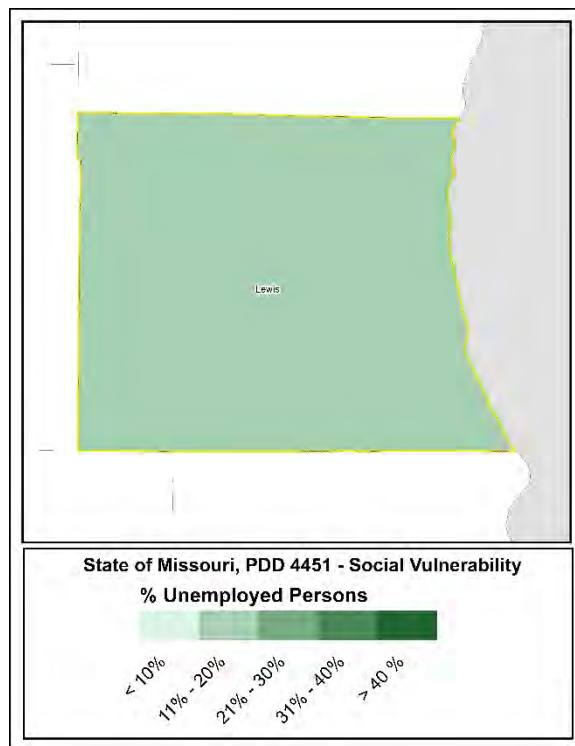 Lewis
State of Missouri, PDD 4451 - Social Vulnerability
% Unemployed Persons
< 10%
11% - 20%
21% - 30%
31% - 40%
> 40 %